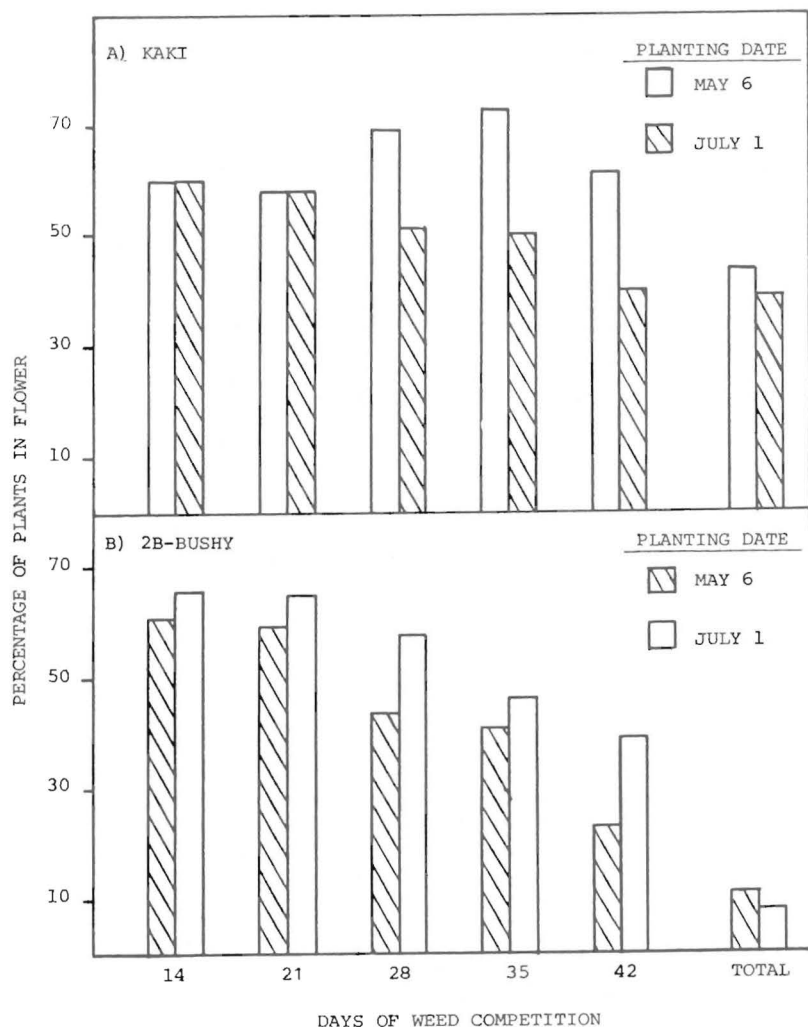 A) KAKI
PLANTING DATE
MAY 6
JULY 1
70
50
30
10
B) 2B-BUSHY
PLANTING DATE
MAY 6
JULY 1
70
50
30
10
PERCENTAGE OF PLANTS IN FLOWER
14 21 28 35 42 TOTAL
DAYS OF WEED COMPETITION